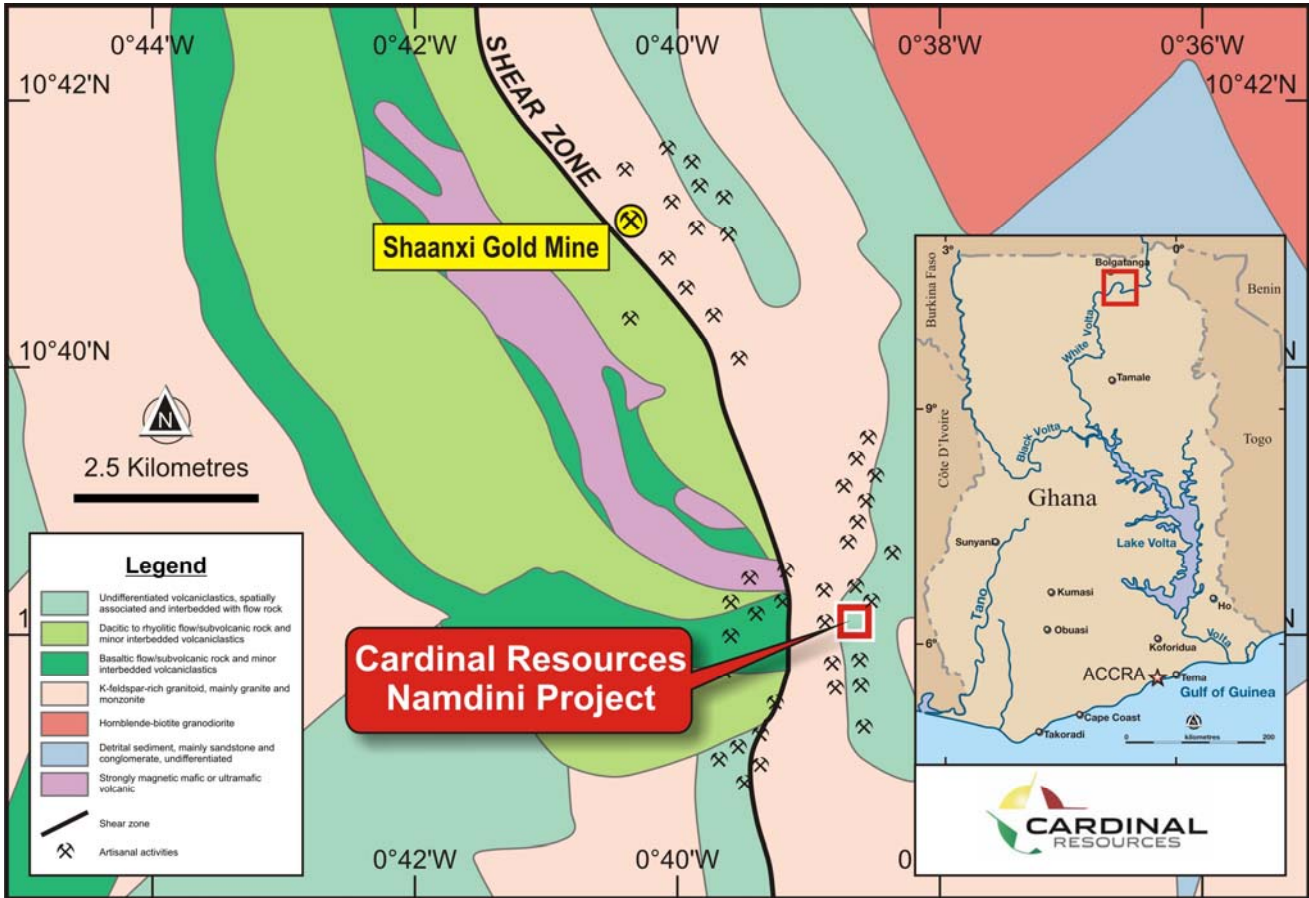 0°44'W
0°42'W
0°40'W
0°38'W
0°36'W
10°42'N
10°42'N
SHEAR ZONE
Shaanxi Gold Mine
10°40'N
N
2.5 Kilometres
Legend
Undifferentiated volcaniclastics, spatially
associated and interbedded with flow rock
Dacitic to rhyolitic flow/subvolcanic rock and
minor interbedded volcaniclastics
Basaltic flow/subvolcanic rock and minor
interbedded volcaniclastics
K-feldspar-rich granitoid, mainly granite and
monzonite
Hornblende-biotite granodiorite
Detrital sediment, mainly sandstone and
conglomerate, undifferentiated
Strongly magnetic mafic or ultramafic
volcanic
Shear zone
Artisanal activities
Cardinal Resources
Namdini Project
0°42'W
0°40'W
3°
0°
Burkina Faso
Bolgatanga
Benin
White Volta
Tamale
9°
Black Volta
Togo
Côte D'Ivoire
Ghana
Sunyani
Lake Volta
Tano
Kumasi
Ho
Obuasi
Volta
6°
Koforidua
ACCRA
Tema
Gulf of Guinea
Cape Coast
Takoradi
N
0 kilometres 200
CARDINAL
RESOURCES